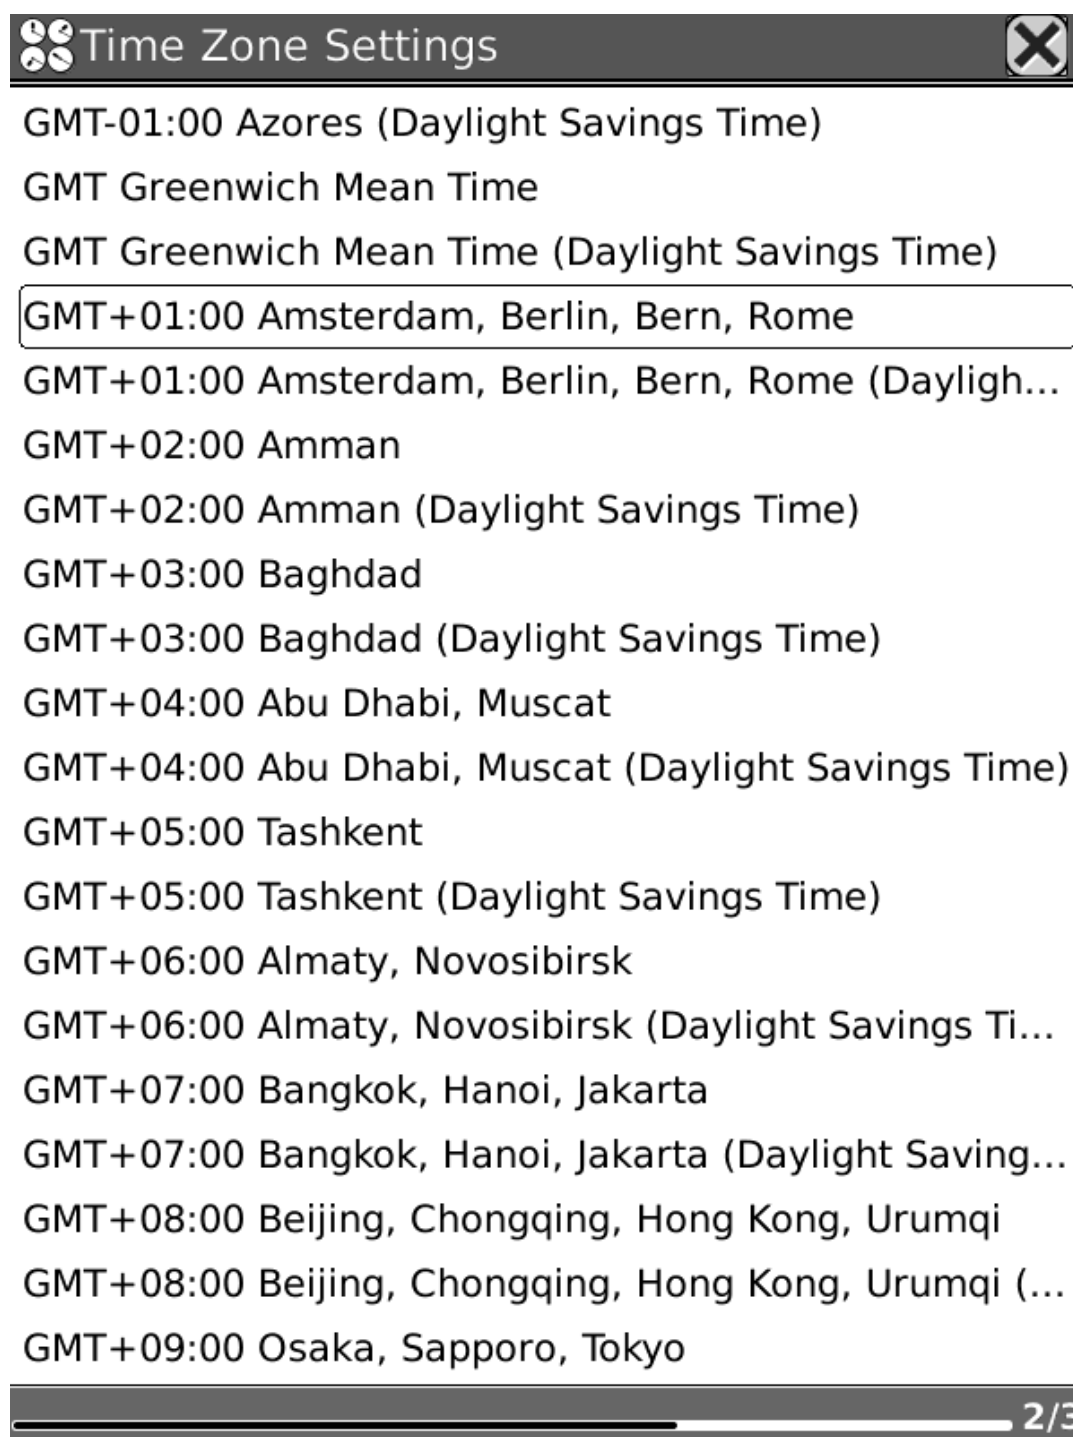 Time Zone Settings
GMT-01:00 Azores (Daylight Savings Time)
GMT Greenwich Mean Time
GMT Greenwich Mean Time (Daylight Savings Time)
GMT+01:00 Amsterdam, Berlin, Bern, Rome
GMT+01:00 Amsterdam, Berlin, Bern, Rome (Dayligh...
GMT+02:00 Amman
GMT+02:00 Amman (Daylight Savings Time)
GMT+03:00 Baghdad
GMT+03:00 Baghdad (Daylight Savings Time)
GMT+04:00 Abu Dhabi, Muscat
GMT+04:00 Abu Dhabi, Muscat (Daylight Savings Time)
GMT+05:00 Tashkent
GMT+05:00 Tashkent (Daylight Savings Time)
GMT+06:00 Almaty, Novosibirsk
GMT+06:00 Almaty, Novosibirsk (Daylight Savings Ti...
GMT+07:00 Bangkok, Hanoi, Jakarta
GMT+07:00 Bangkok, Hanoi, Jakarta (Daylight Saving...
GMT+08:00 Beijing, Chongqing, Hong Kong, Urumqi
GMT+08:00 Beijing, Chongqing, Hong Kong, Urumqi (...
GMT+09:00 Osaka, Sapporo, Tokyo
2/3